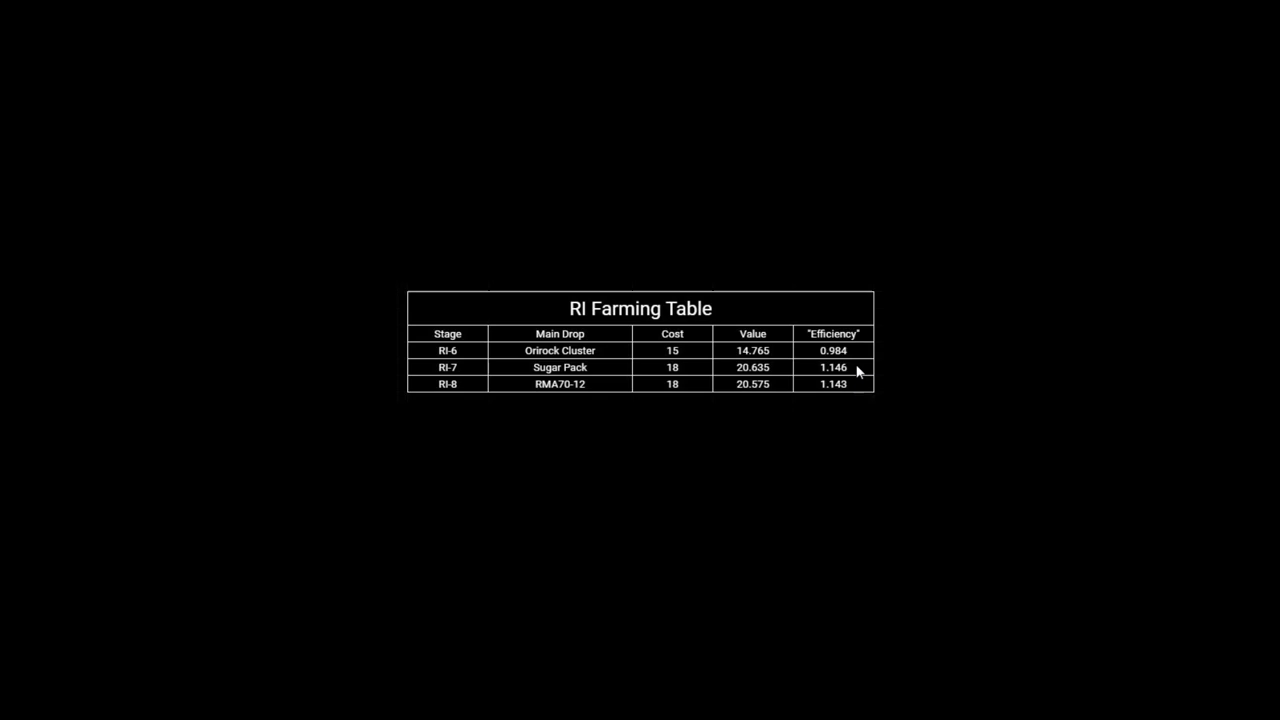 RI Farming Table
Stage Main Drop Cost Value "Efficiency"
RI-6 Orirock Cluster 15 14.765 0.984
RI-7 Sugar Pack 18 20.635 1.146
RI-8 RMA70-12 18 20.575 1.143